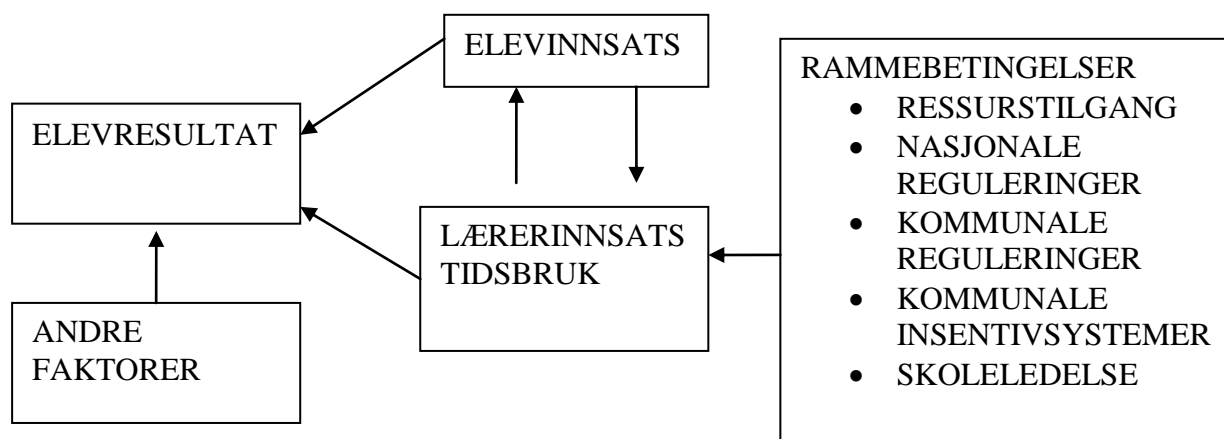 ELEVINNSATS
ELEVRESULTAT
LÆRERINNSATS
TIDSBRUK
ANDRE
FAKTORER
RAMMEBETINGELSER
• RESSURSTILGANG
• NASJONALE
REGULERINGER
• KOMMUNALE
REGULERINGER
• KOMMUNALE
INSENTIVSYSTEMER
• SKOLELEDELSE